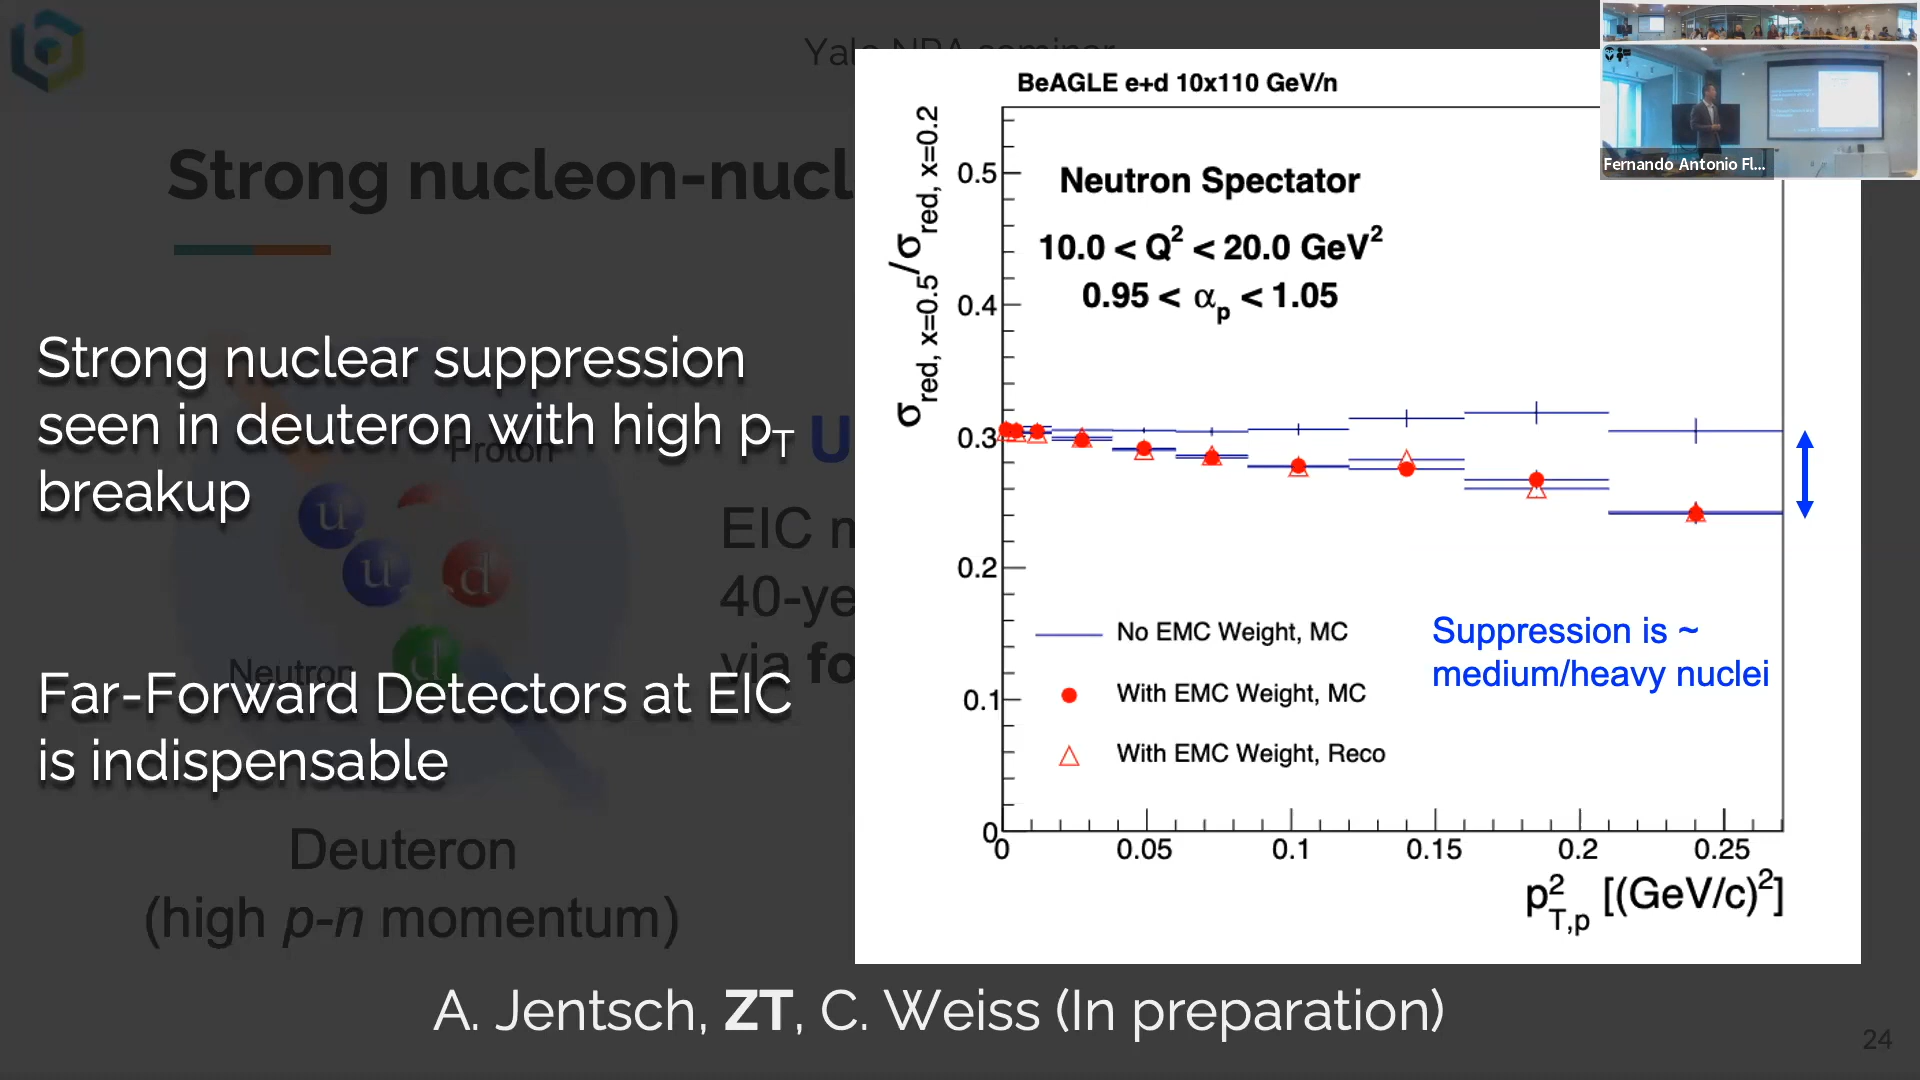 Yale NPA seminar
Strong nucleon-nucl
Strong nuclear suppression
seen in deuteron with high pT
breakup
Proton
U
u
u
d
d
EIC
40-ye
via fo
Neutron
Far-Forward Detectors at EIC
is indispensable
Deuteron
(high p-n momentum)
BeAGLE e+d 10x110 GeV/n
σred, x=0.5/σred, x=0.2
Neutron Spectator
10.0 < Q² < 20.0 GeV²
0.95 < αp < 1.05
0.5
0.4
0.3
0.2
0.1
0
No EMC Weight, MC
With EMC Weight, MC
With EMC Weight, Reco
Suppression is ~
medium/heavy nuclei
0 0.05 0.1 0.15 0.2 0.25
p²T,p [(GeV/c)²]
A. Jentsch, ZT, C. Weiss (In preparation)
24
Fernando Antonio Fl...